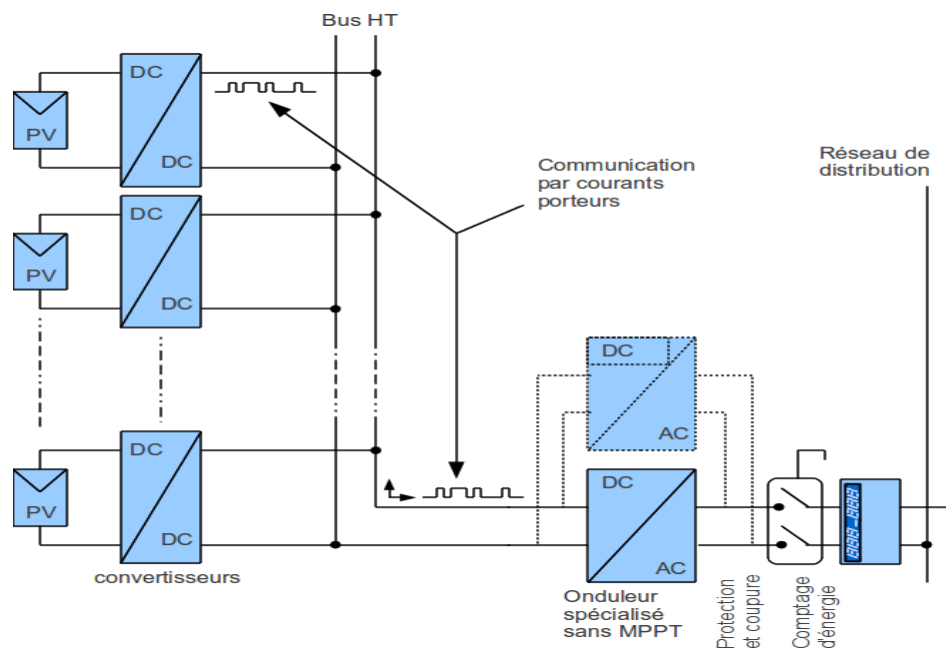 Bus HT
DC
PV
DC
Communication
par courants
porteurs
Réseau de
distribution
DC
PV
DC
DC
AC
DC
PV
DC
convertisseurs
DC
AC
Onduleur
spécialisé
sans MPPT
Protection
et coupure
Comptage
d'énergie